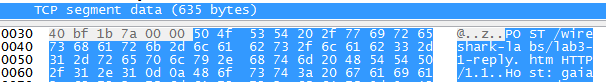 TCP segment data (635 bytes)
0030 40 bf 1b 7a 00 00 50 4f 53 54 20 2f 77 69 72 65 @..z..PO ST /wire
0040 73 68 61 72 6b 2d 6c 61 62 73 2f 6c 61 62 33 2d shark-la bs/lab3-
0050 31 2d 72 65 70 6c 79 2e 68 74 6d 20 48 54 54 50 1-reply. htm HTTP
0060 2f 31 2e 31 0d 0a 48 6f 73 74 3a 20 67 61 69 61 /1.1..Ho st: gaia